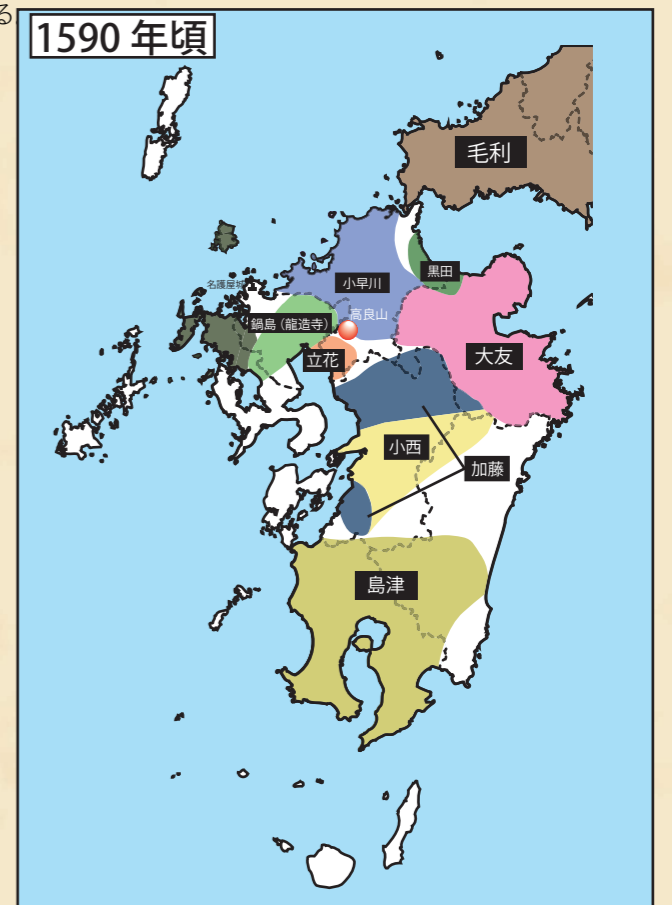 る
1590 年頃
毛利
黒田
小早川
名護屋城
高良山
鍋島（龍造寺）
立花
大友
小西
加藤
島津